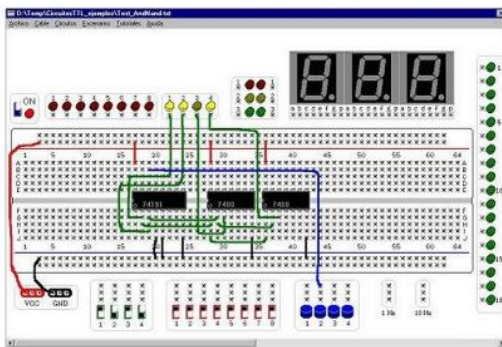 D:\Temp\CircuitosTTL_ejemplos\Test_AndNand.txt
Archivo Cable Circuitos Escenarios Tutoriales Ayuda
ON
1 2 3 4 5 6 7 8
1 2 3 4
a b c d e f g p a b c d e f g p a b c d e f g p
1 5 10 15 20 25 30 35 40 45 50 55 60 64
A
B
C
D
E
74191 7408 7400
F
G
H
I
J
1 5 10 15 20 25 30 35 40 45 50 55 60 64
VCC GND
1 2 3 4
1 2 3 4 5 6 7 8
1 2 3 4
1 Hz
10 Hz